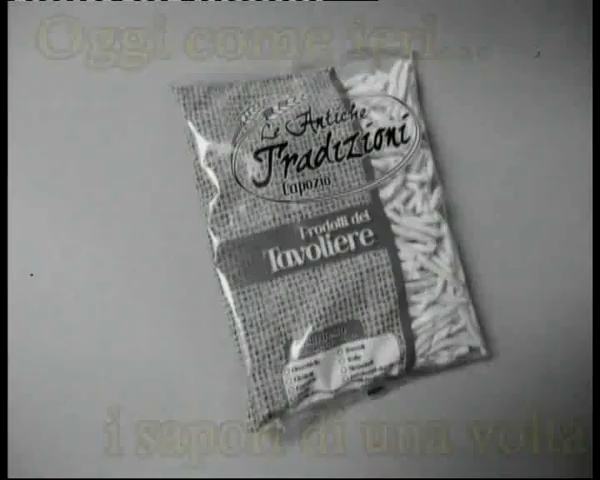 Oggi come ieri...
Le Antiche
Tradizioni
Capozio
Prodotti del
Tavoliere
i sapori di una volta